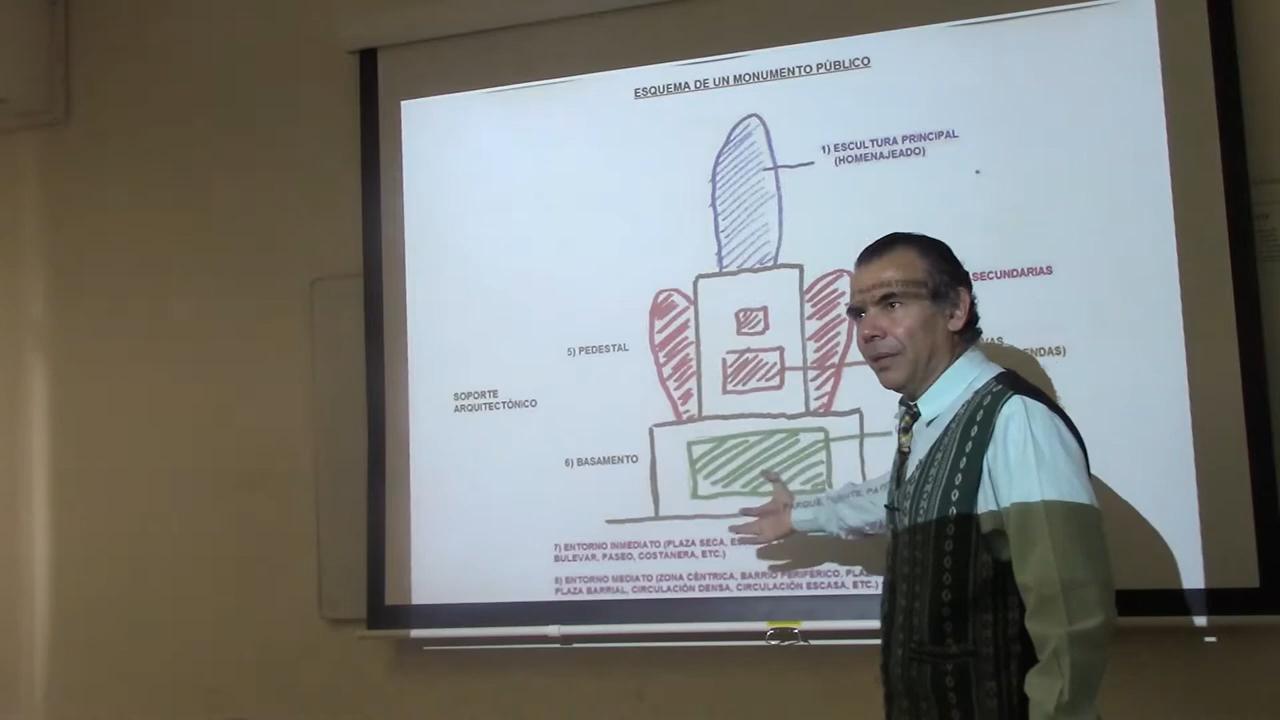 ESQUEMA DE UN MONUMENTO PÚBLICO
1) ESCULTURA PRINCIPAL
(HOMENAJEADO)
SECUNDARIAS
5) PEDESTAL
ENDAS)
SOPORTE
ARQUITECTÓNICO
6) BASAMENTO
PARQUE,
7) ENTORNO INMEDIATO (PLAZA SECA,
BULEVAR, PASEO, COSTANERA, ETC.)
8) ENTORNO MEDIATO (ZONA CÉNTRICA, BARRIO PERIFÉRICO,
PLAZA BARRIAL, CIRCULACIÓN DENSA, CIRCULACIÓN ESCASA, ETC.)